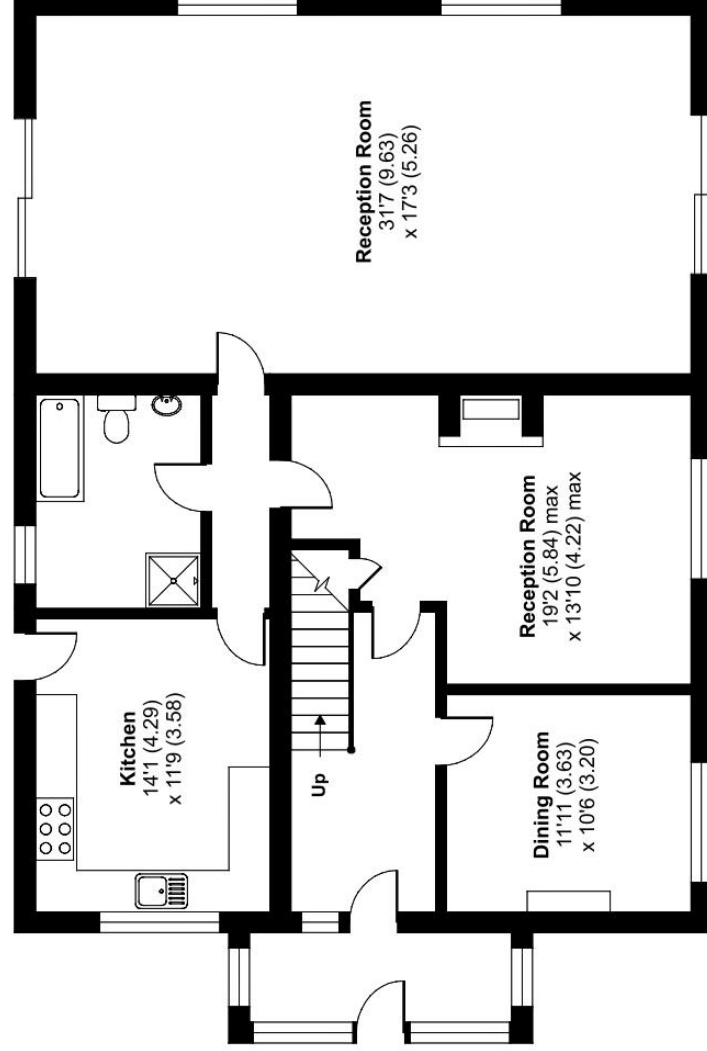 Reception Room
31'7 (9.63)
x 17'3 (5.26)
Reception Room
19'2 (5.84) max
x 13'10 (4.22) max
Kitchen
14'1 (4.29)
x 11'9 (3.58)
Up
Dining Room
11'11 (3.63)
x 10'6 (3.20)